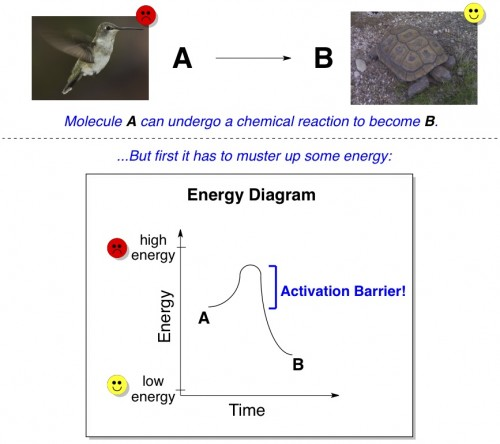 A B
Molecule A can undergo a chemical reaction to become B.
...But first it has to muster up some energy:
Energy Diagram
high
energy
Activation Barrier!
A
Energy
B
low
energy
Time